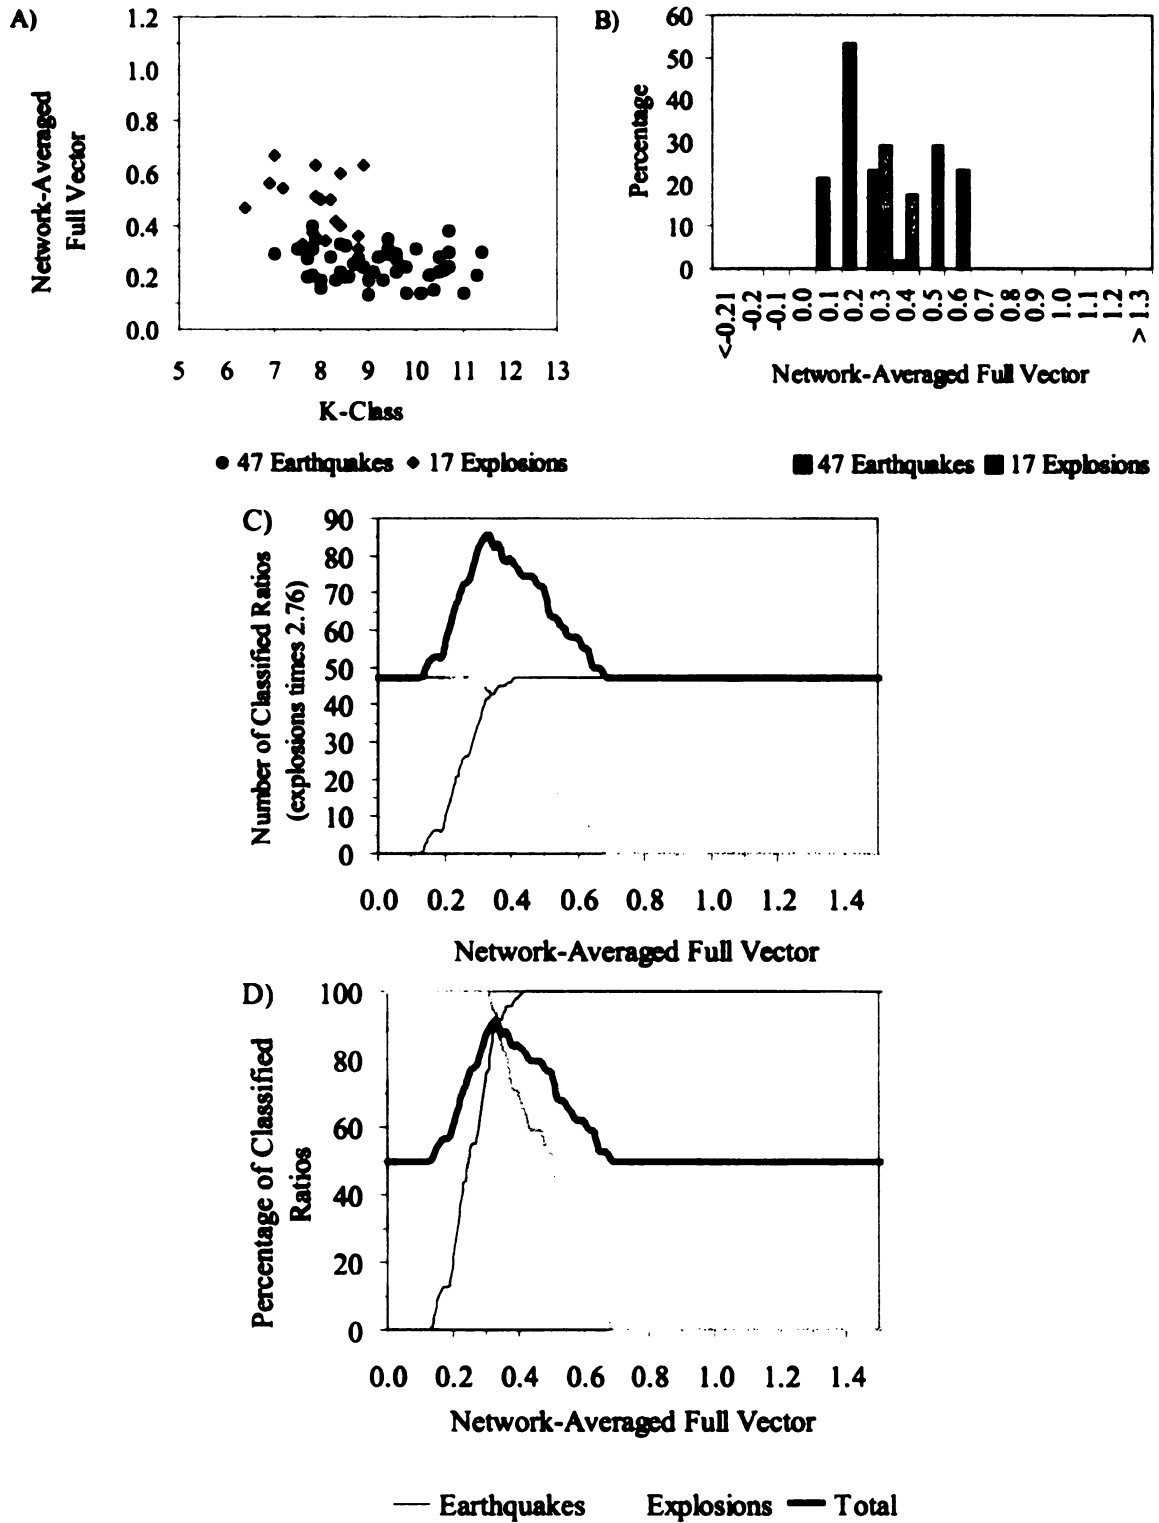 A)
Network-Averaged
Full Vector
1.2
1.0
0.8
0.6
0.4
0.2
0.0
5 6 7 8 9 10 11 12 13
K-Class
● 47 Earthquakes ◆ 17 Explosions
B)
Percentage
60
50
40
30
20
10
0
<-0.21 -0.2 -0.1 0.0 0.1 0.2 0.3 0.4 0.5 0.6 0.7 0.8 0.9 1.0 1.1 1.2 > 1.3
Network-Averaged Full Vector
47 Earthquakes 17 Explosions
C)
Number of Classified Ratios
(explosions times 2.76)
90
80
70
60
50
40
30
20
10
0
0.0 0.2 0.4 0.6 0.8 1.0 1.2 1.4
Network-Averaged Full Vector
D)
Percentage of Classified
Ratios
100
80
60
40
20
0
0.0 0.2 0.4 0.6 0.8 1.0 1.2 1.4
Network-Averaged Full Vector
Earthquakes Explosions Total